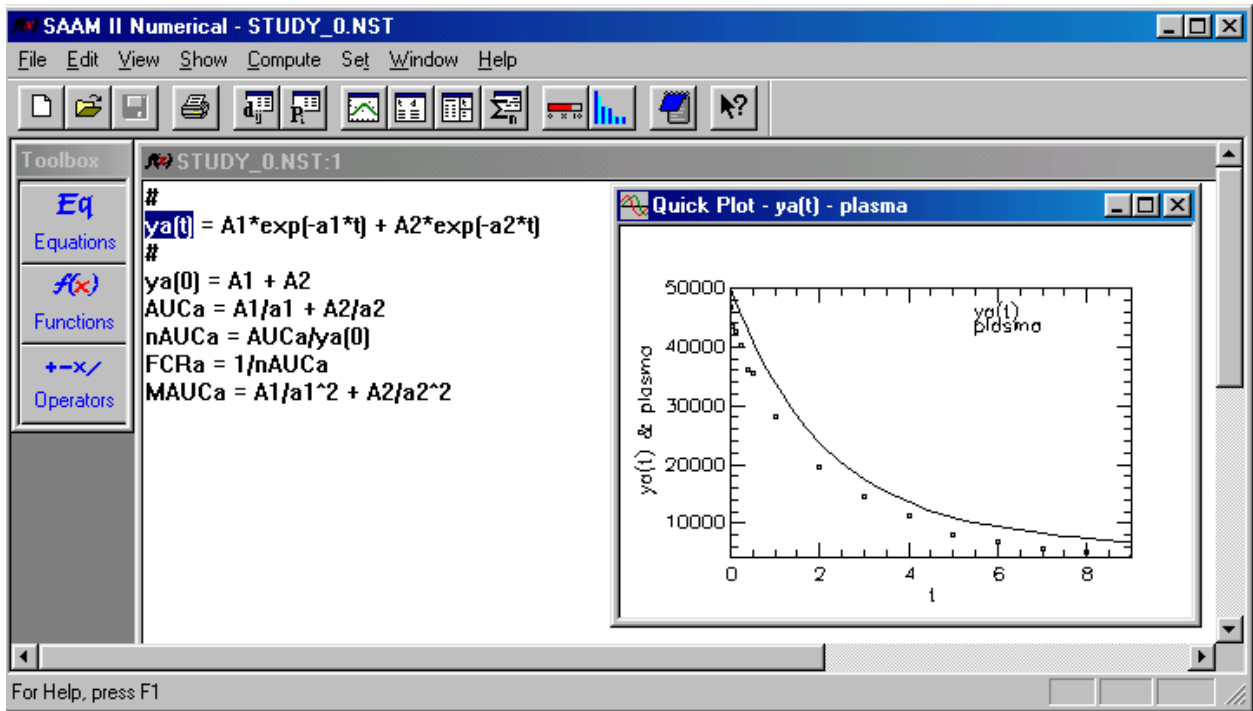 SAAM II Numerical - STUDY_0.NST
File Edit View Show Compute Set Window Help
Toolbox
STUDY_0.NST:1
Eq
Equations
f(x)
Functions
+-×/
Operators
#
ya(t) = A1*exp(-a1*t) + A2*exp(-a2*t)
#
ya(0) = A1 + A2
AUCa = A1/a1 + A2/a2
nAUCa = AUCa/ya(0)
FCRa = 1/nAUCa
MAUCa = A1/a1^2 + A2/a2^2
Quick Plot - ya(t) - plasma
ya(t)
plasma
50000
40000
30000
20000
10000
ya(t) & plasma
0 2 4 6 8
t
For Help, press F1